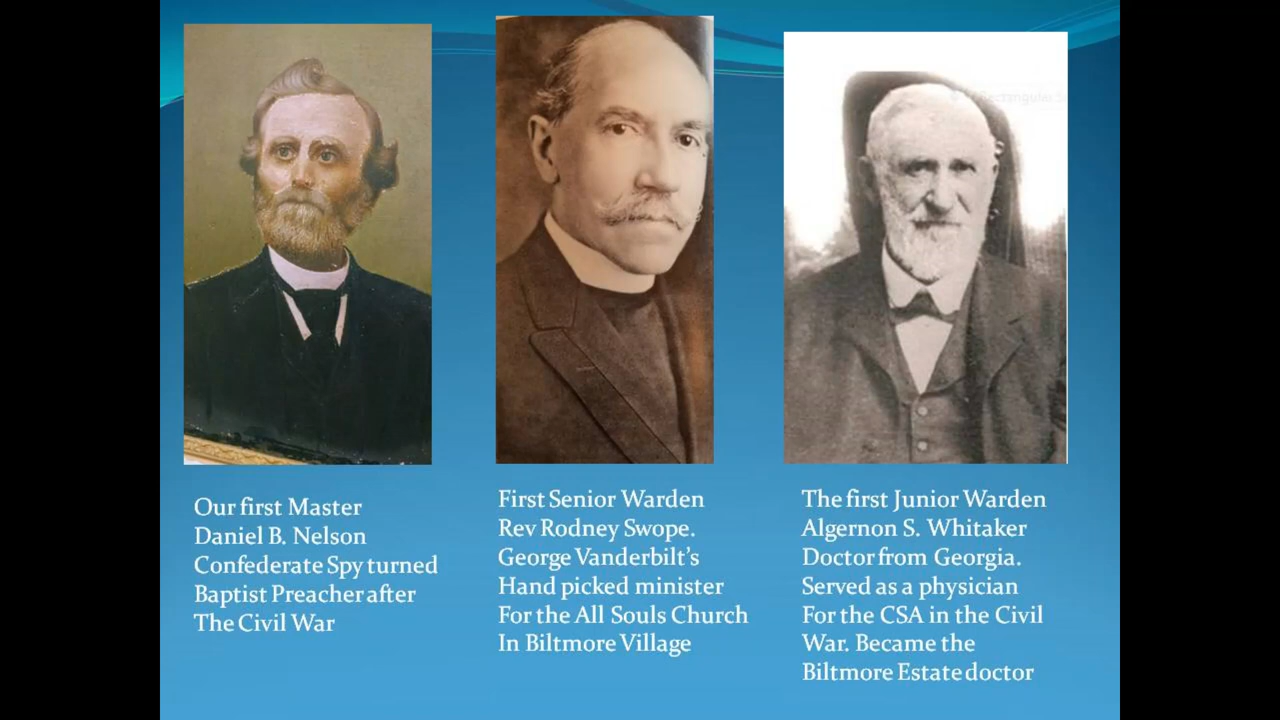 Our first Master
Daniel B. Nelson
Confederate Spy turned
Baptist Preacher after
The Civil War
First Senior Warden
Rev Rodney Swope.
George Vanderbilt's
Hand picked minister
For the All Souls Church
In Biltmore Village
The first Junior Warden
Algernon S. Whitaker
Doctor from Georgia.
Served as a physician
For the CSA in the Civil
War. Became the
Biltmore Estate doctor